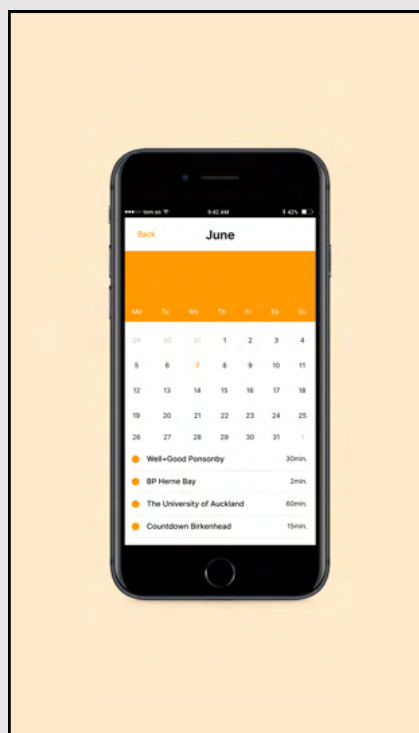 tom.so 9:42 AM 42%
Back June
Mo Tu We Th Fr Sa Su
29 30 31 1 2 3 4
5 6 7 8 9 10 11
12 13 14 15 16 17 18
19 20 21 22 23 24 25
26 27 28 29 30 31 1
Well+Good Ponsonby 30min.
BP Herne Bay 2min.
The University of Auckland 60min.
Countdown Birkenhead 15min.